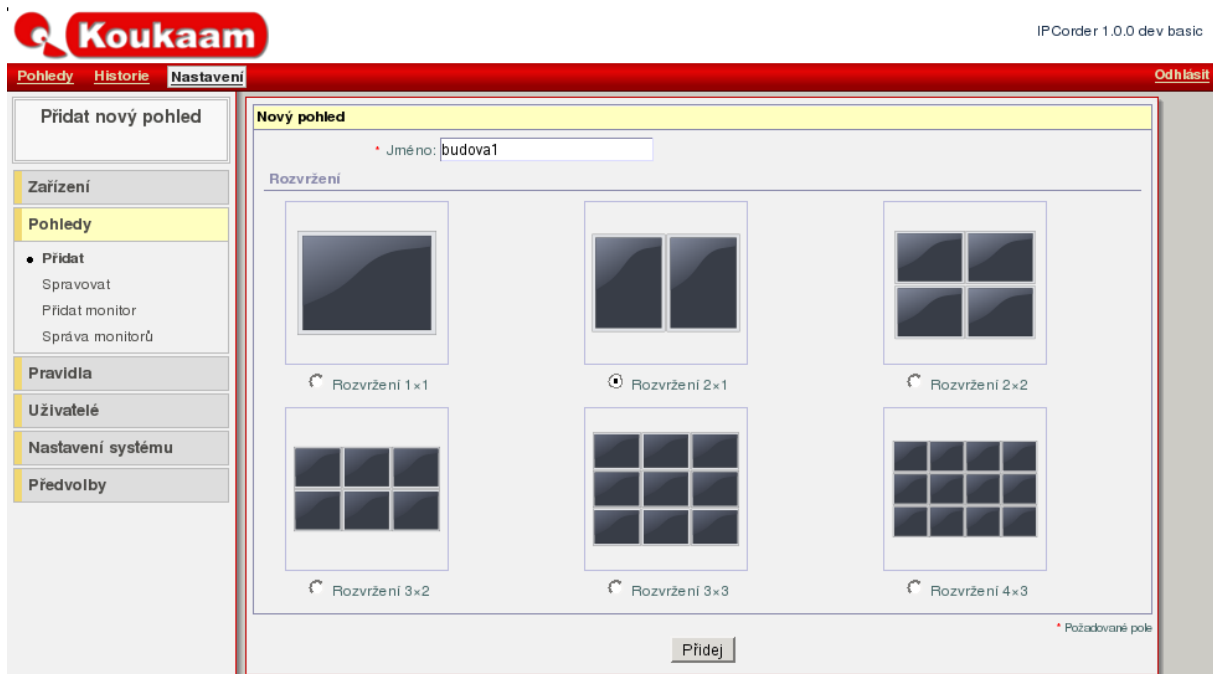 Koukaam
IPCorder 1.0.0 dev basic
Pohledy Historie Nastavení Odhlásit
Přidat nový pohled
Zařízení
Pohledy
Přidat
Spravovat
Přidat monitor
Správa monitorů
Pravidla
Uživatelé
Nastavení systému
Předvolby
Nový pohled
* Jméno: budova1
Rozvržení
Rozvržení 1×1
Rozvržení 2×1
Rozvržení 2×2
Rozvržení 3×2
Rozvržení 3×3
Rozvržení 4×3
* Požadované pole
Přidej